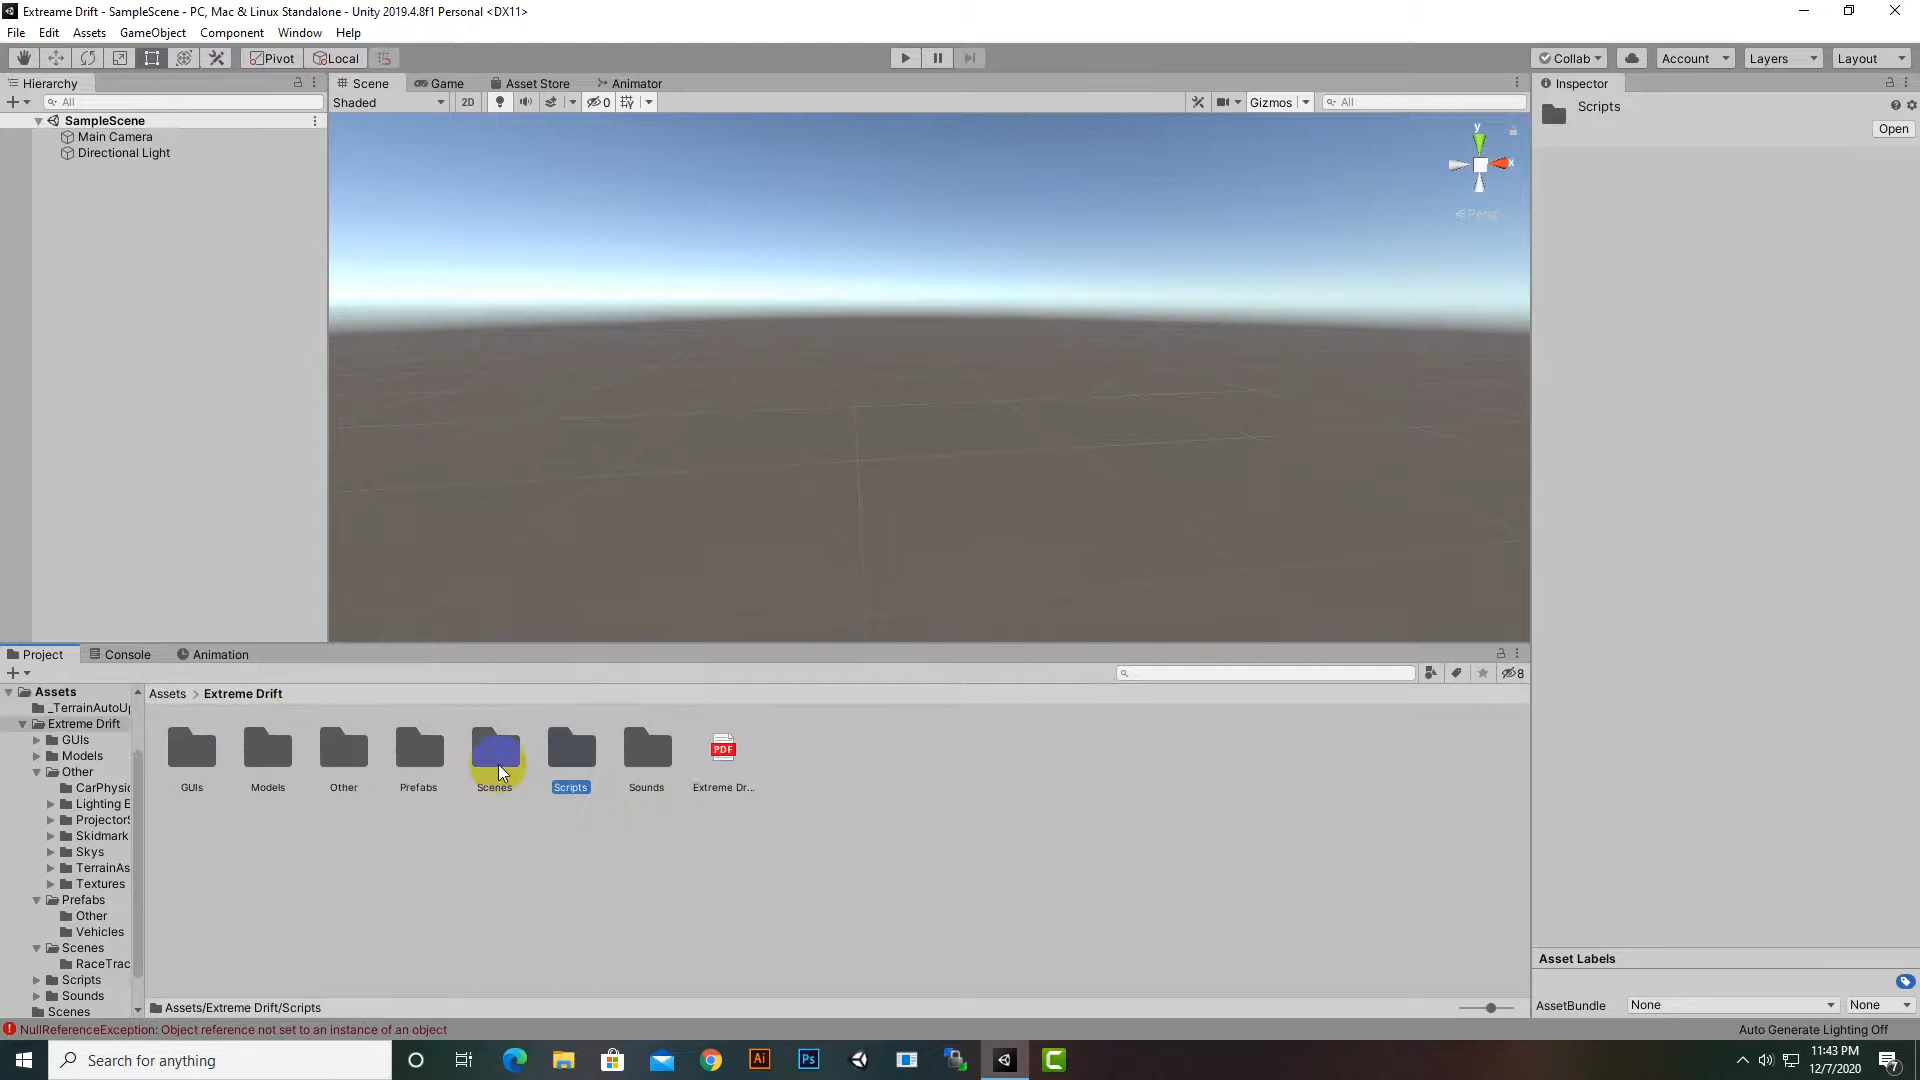 Extreame Drift - SampleScene - PC, Mac & Linux Standalone - Unity 2019.4.8f1 Personal <DX11>
File Edit Assets GameObject Component Window Help
Pivot Local Collab Account Layers Layout
Hierarchy
All
SampleScene
Main Camera
Directional Light
Scene Game Asset Store Animator
Shaded 2D 0 Gizmos All
y
x
Persp
Inspector
Scripts
Open
Project Console Animation
8
Assets
_TerrainAutoU
Extreme Drift
GUIs
Models
Other
CarPhysic
Lighting E
Projector
Skidmark
Skys
TerrainAs
Textures
Prefabs
Other
Vehicles
Scenes
RaceTrac
Scripts
Sounds
Scenes
Assets > Extreme Drift
GUIs Models Other Prefabs Scenes Scripts Sounds Extreme Dr...
PDF
Assets/Extreme Drift/Scripts
Asset Labels
AssetBundle None None
NullReferenceException: Object reference not set to an instance of an object
Auto Generate Lighting Off
Search for anything
Ai
Ps
C
11:43 PM
12/7/2020
7